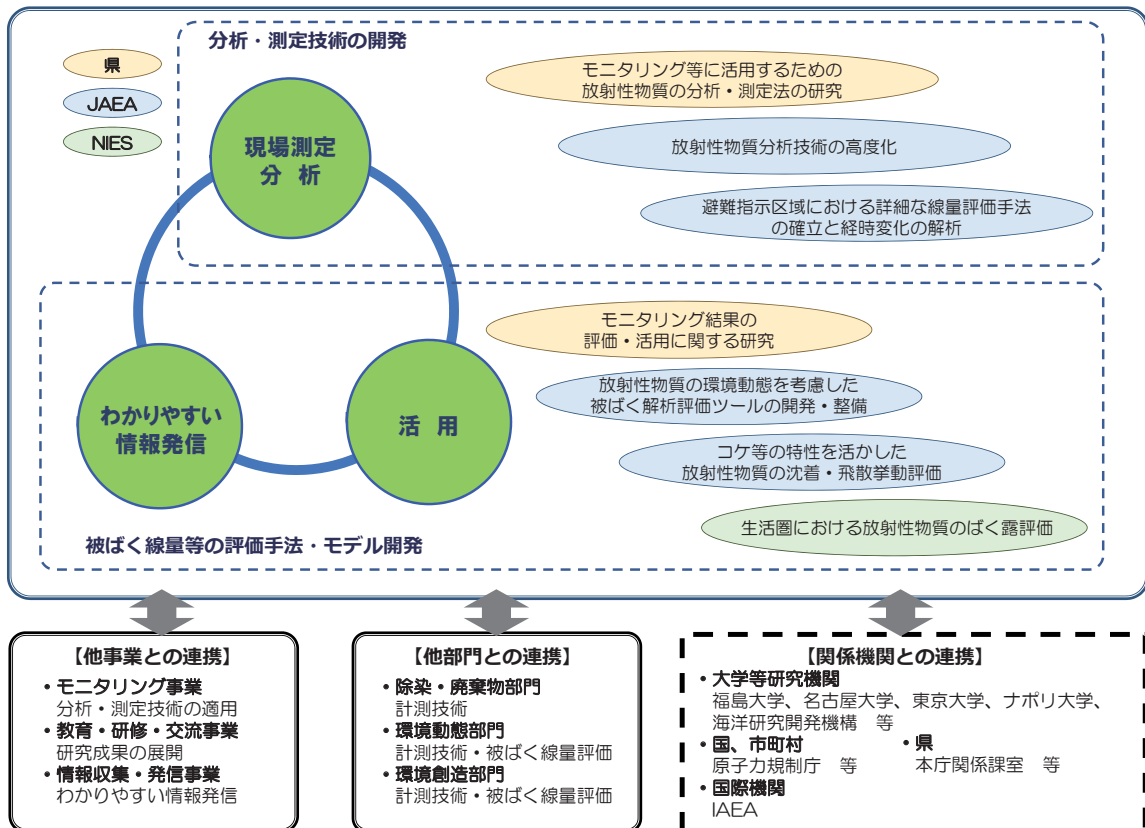 分析・測定技術の開発
県
JAEA
NIES
モニタリング等に活用するための
放射性物質の分析・測定法の研究
放射性物質分析技術の高度化
避難指示区域における詳細な線量評価手法
の確立と経時変化の解析
現場測定
分 析
モニタリング結果の
評価・活用に関する研究
放射性物質の環境動態を考慮した
被ばく解析評価ツールの開発・整備
コケ等の特性を活かした
放射性物質の沈着・飛散挙動評価
生活圏における放射性物質のばく露評価
わかりやすい
情報発信
活 用
被ばく線量等の評価手法・モデル開発
【他事業との連携】
・モニタリング事業
分析・測定技術の適用
・教育・研修・交流事業
研究成果の展開
・情報収集・発信事業
わかりやすい情報発信
【他部門との連携】
・除染・廃棄物部門
計測技術
・環境動態部門
計測技術・被ばく線量評価
・環境創造部門
計測技術・被ばく線量評価
【関係機関との連携】
・大学等研究機関
福島大学、名古屋大学、東京大学、ナポリ大学、
海洋研究開発機構 等
・国、市町村
原子力規制庁 等
・県
本庁関係課室 等
・国際機関
IAEA